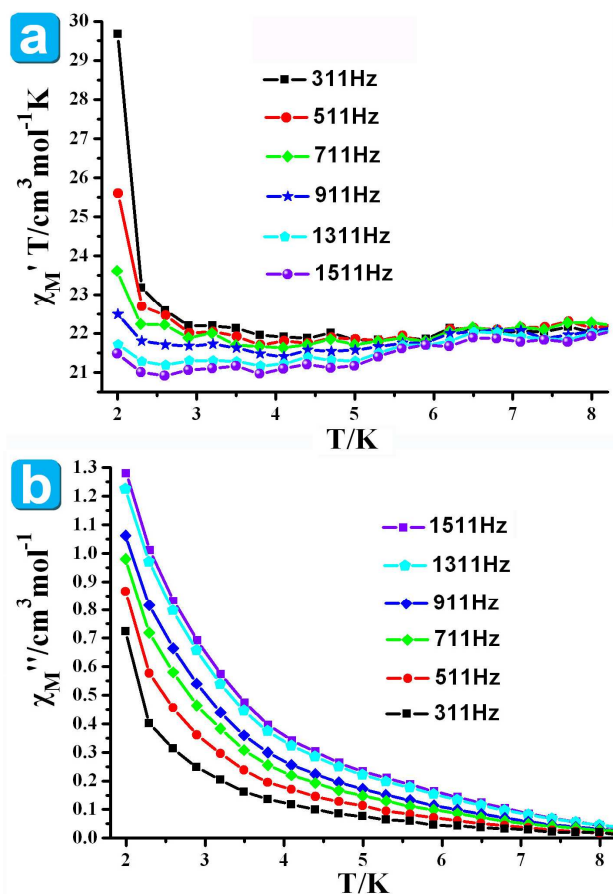 a
χM' T/cm³mol⁻¹K
30
29
28
27
26
25
24
23
22
21
311Hz
511Hz
711Hz
911Hz
1311Hz
1511Hz
2 3 4 5 6 7 8
T/K
b
χM''/cm³mol⁻¹
1.3
1.2
1.1
1.0
0.9
0.8
0.7
0.6
0.5
0.4
0.3
0.2
0.1
0.0
1511Hz
1311Hz
911Hz
711Hz
511Hz
311Hz
2 3 4 5 6 7 8
T/K